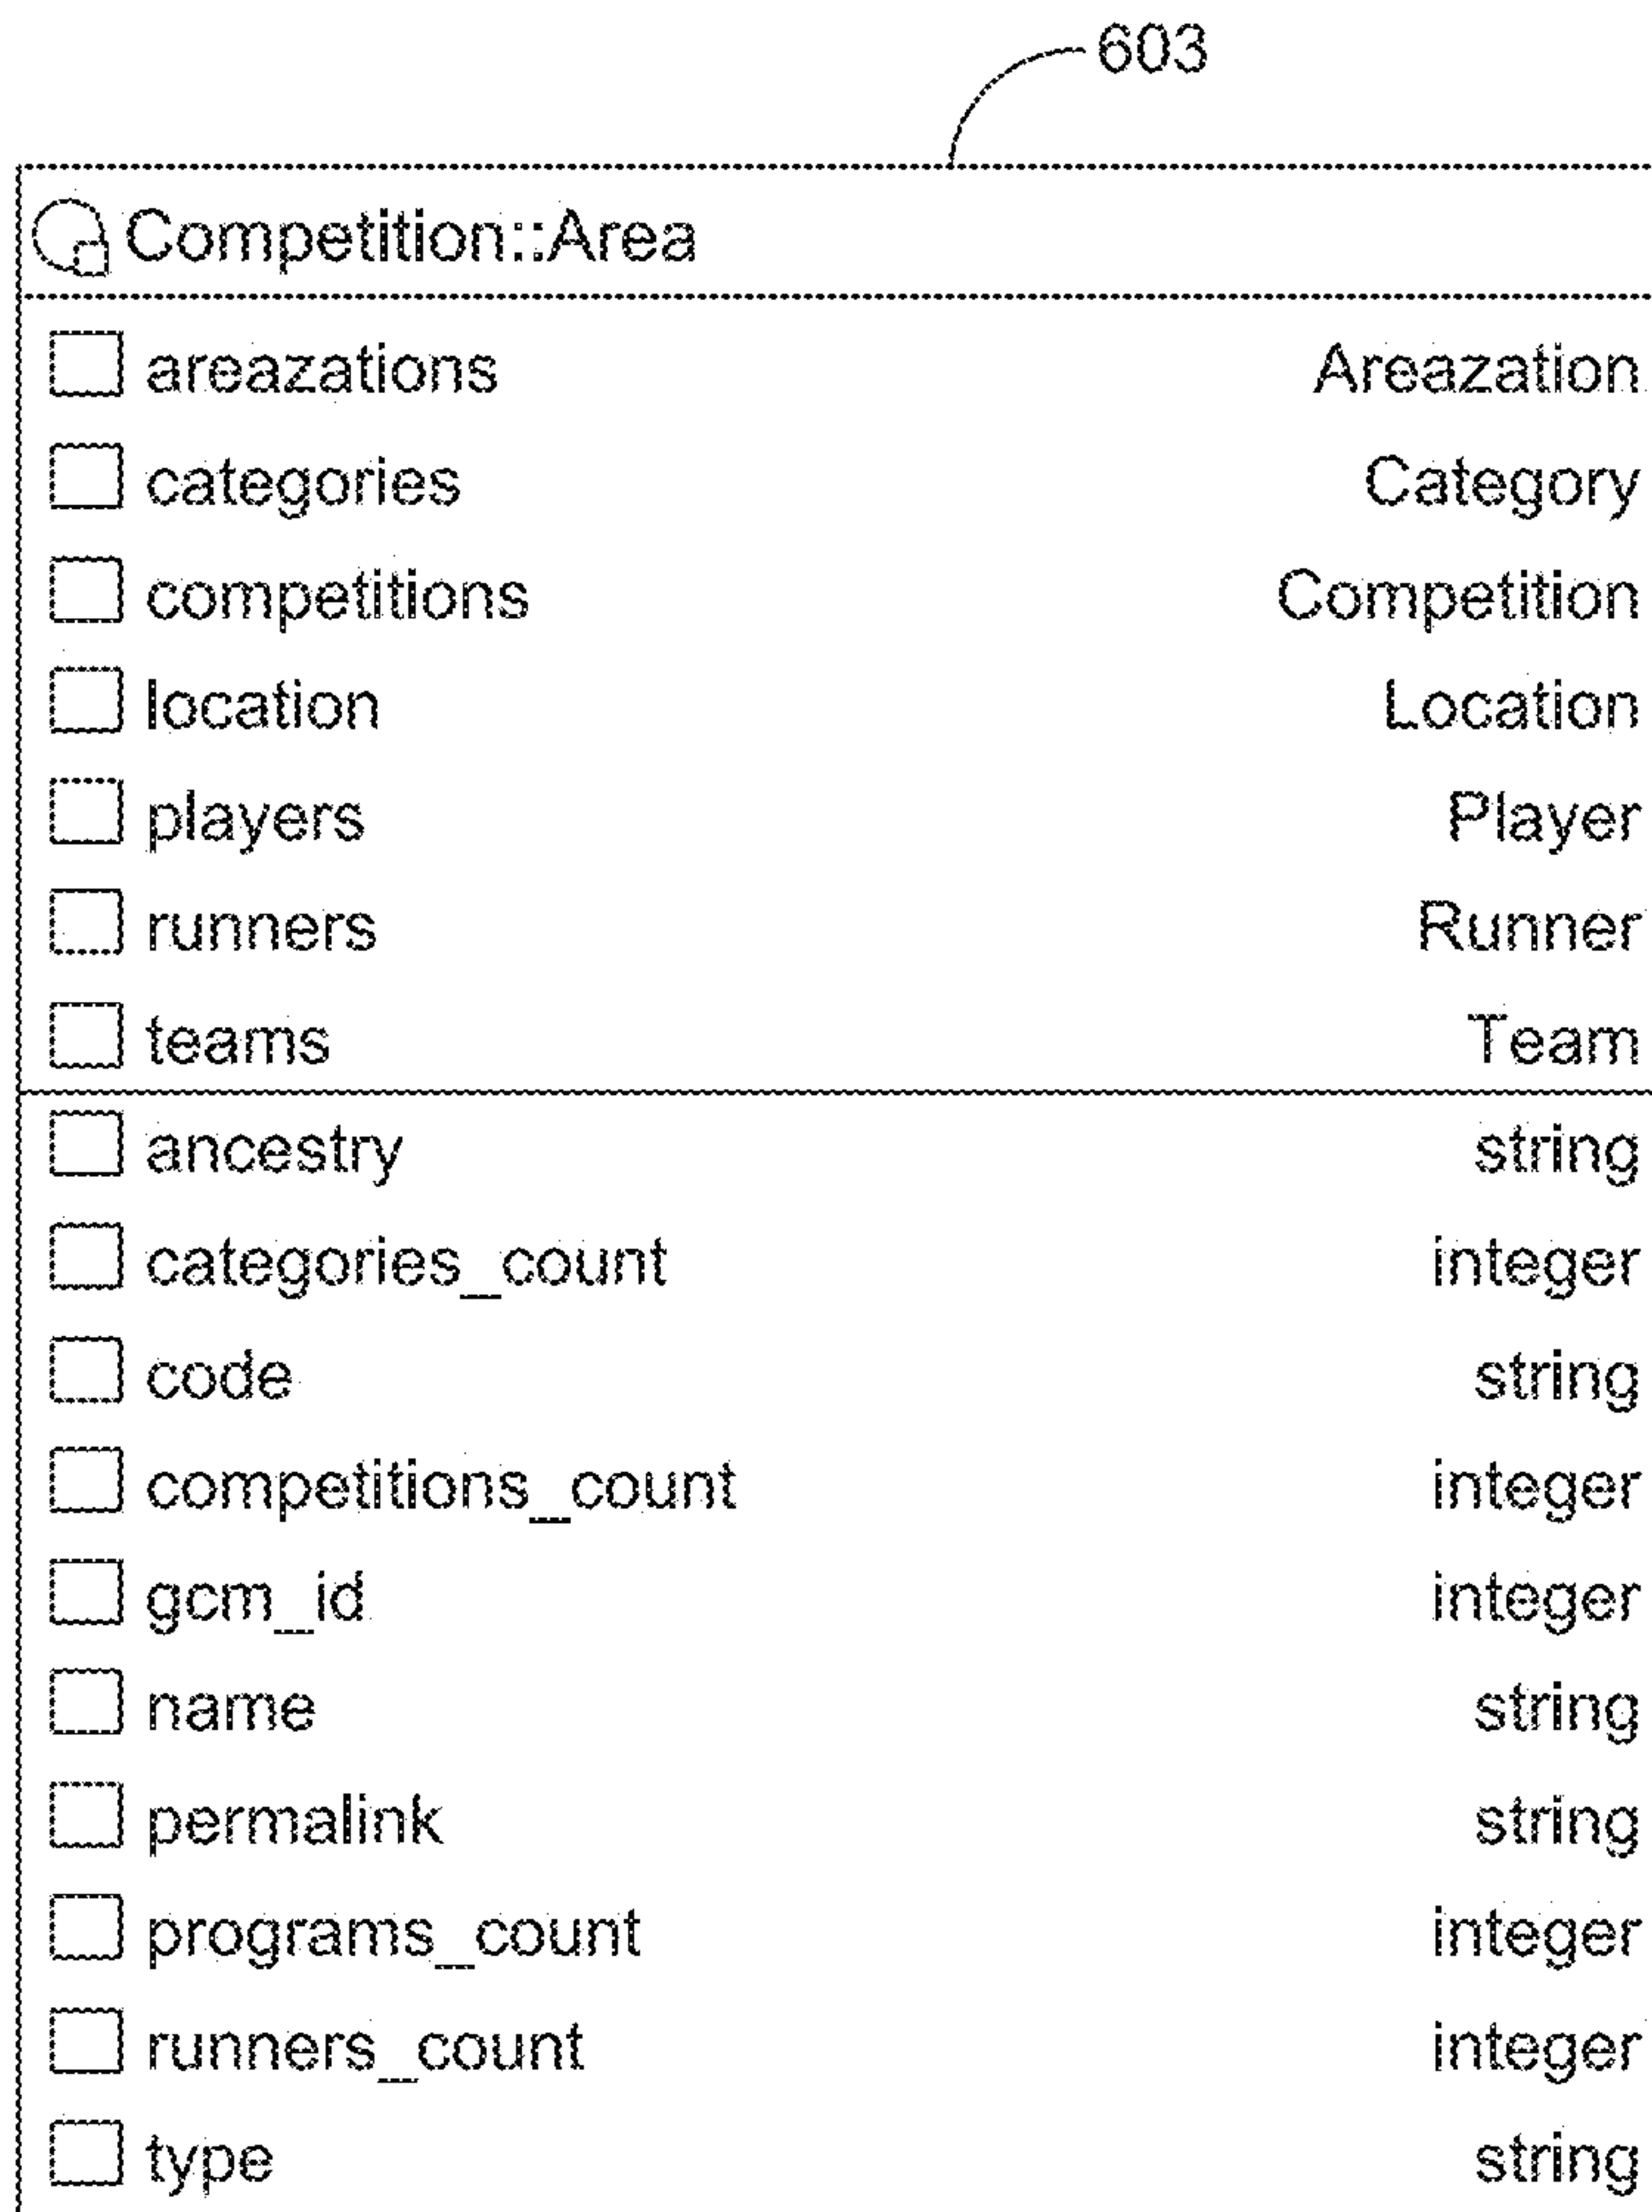 603
Competition::Area
areazations Areazation
categories Category
competitions Competition
location Location
players Player
runners Runner
teams Team
ancestry string
categories_count integer
code string
competitions_count integer
gcm_id integer
name string
permalink string
programs_count integer
runners_count integer
type string